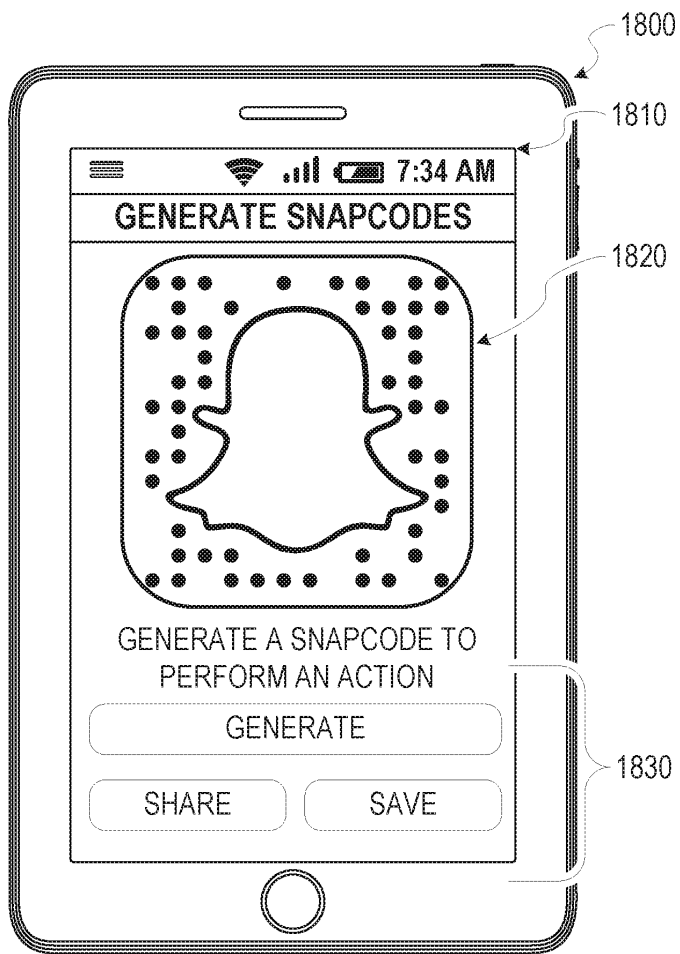 1800
1810
7:34 AM
GENERATE SNAPCODES
1820
GENERATE A SNAPCODE TO
PERFORM AN ACTION
GENERATE
1830
SHARE SAVE